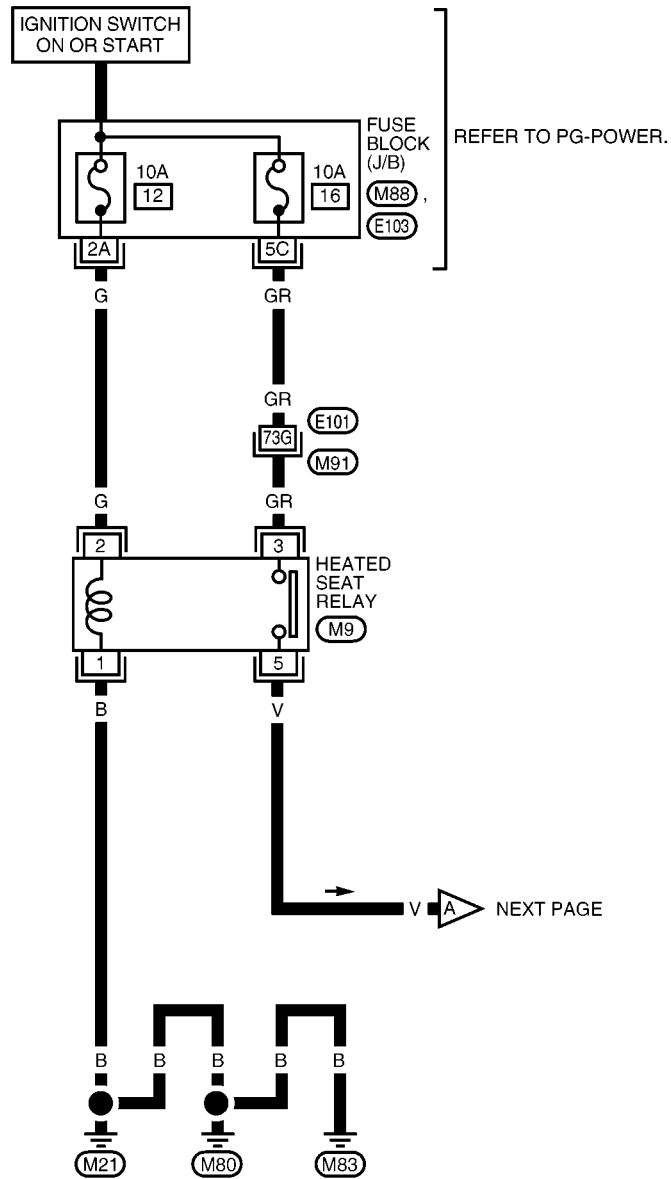 IGNITION SWITCH
ON OR START
FUSE
BLOCK
(J/B)
REFER TO PG-POWER.
10A
12
10A
16
M88 ,
E103
2A
5C
G
GR
GR
E101
73G
M91
G
GR
2
3
HEATED
SEAT
RELAY
M9
1
5
B
V
V
A
NEXT PAGE
B
B
B
B
B
M21
M80
M83